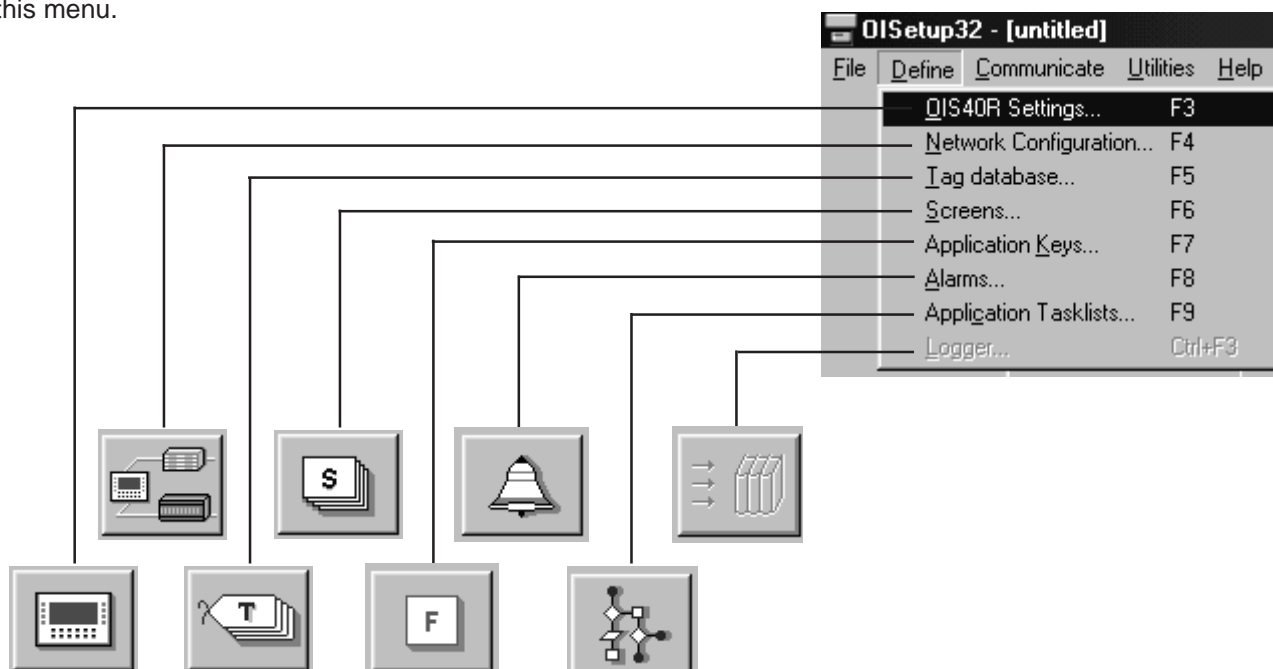 this menu.
OISetup32 - [untitled]
File Define Communicate Utilities Help
OIS40R Settings... F3
Network Configuration... F4
Tag database... F5
Screens... F6
Application Keys... F7
Alarms... F8
Application Tasklists... F9
Logger... Ctrl+F3
S
T
F